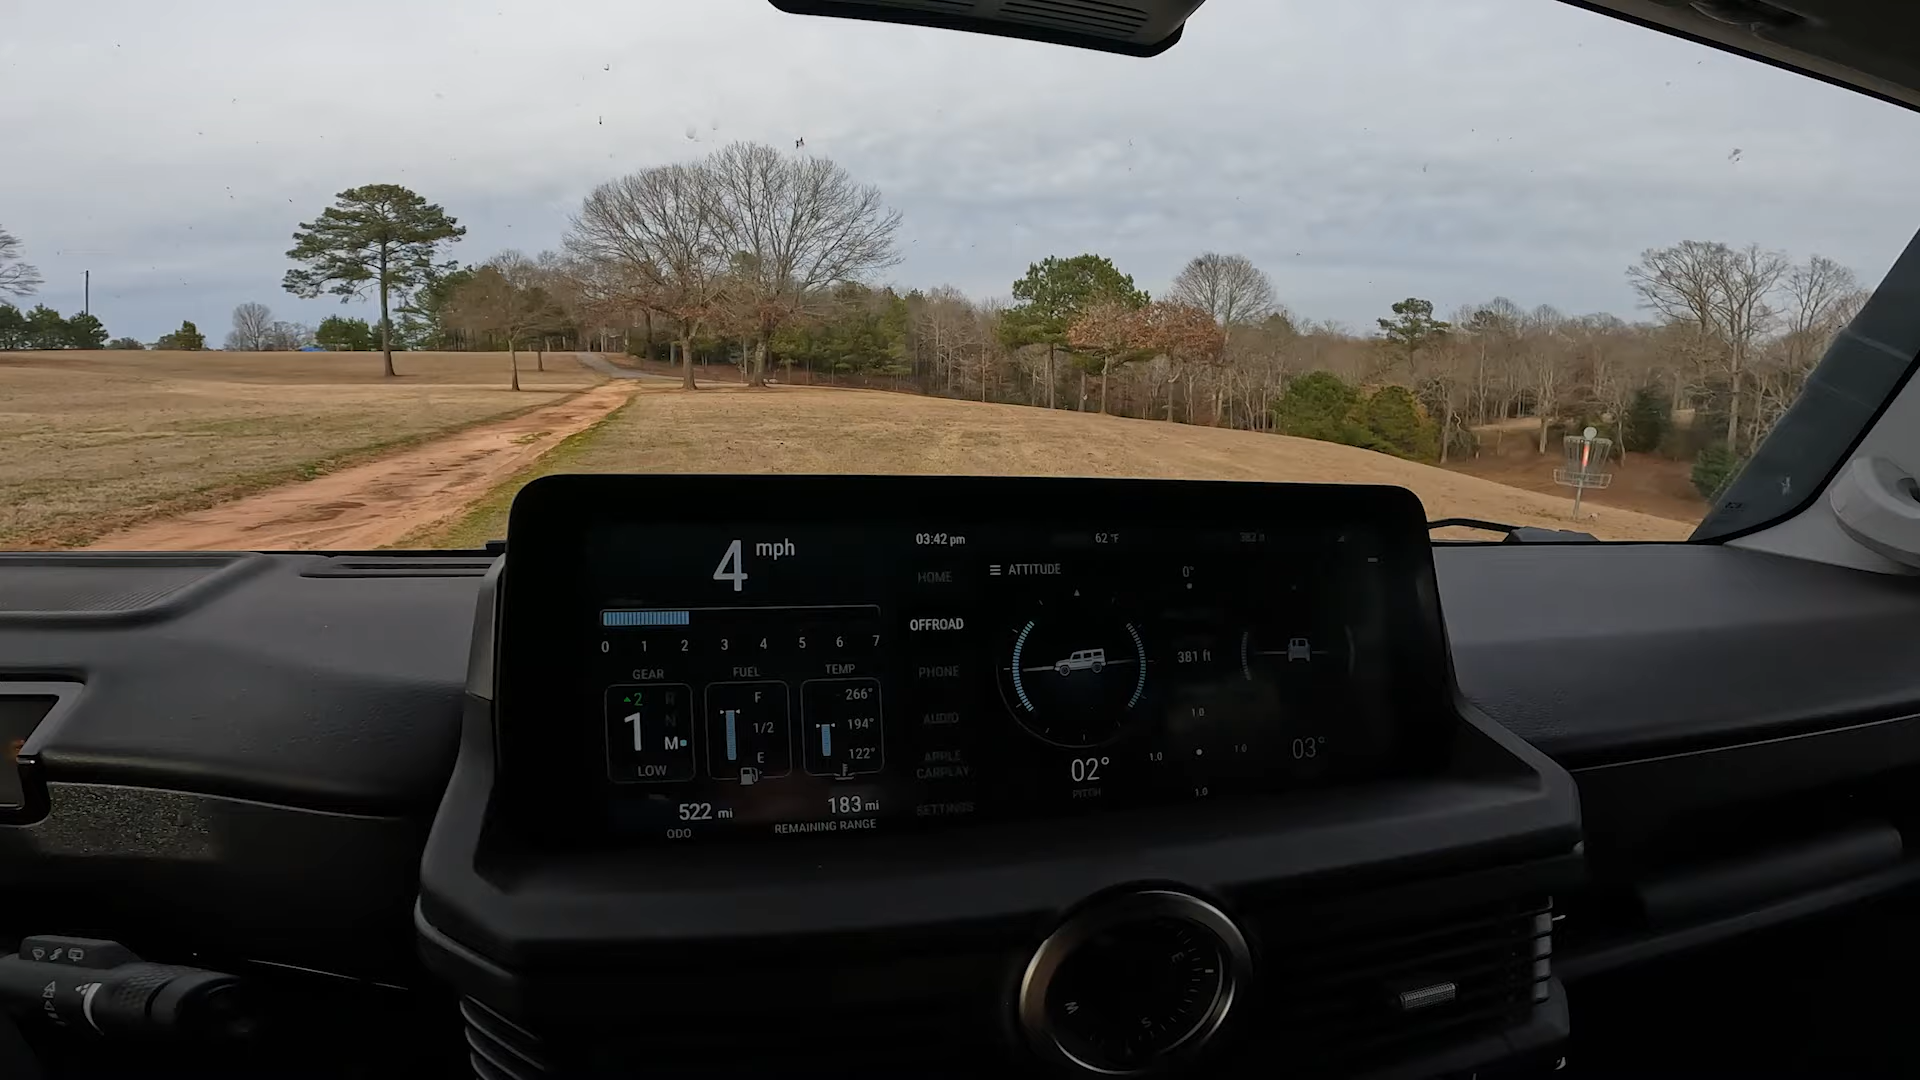 4 mph
0 1 2 3 4 5 6 7
GEAR
2
R
N
1
M
LOW
FUEL
F
1/2
E
TEMP
266°
194°
122°
522 mi
ODO
183 mi
REMAINING RANGE
03:42 pm
62 °F
382 ft
HOME
OFFROAD
PHONE
AUDIO
APPLE
CARPLAY
SETTINGS
ATTITUDE
0°
381 ft
1.0
1.0
1.0
1.0
02°
PITCH
03°
E
S
W